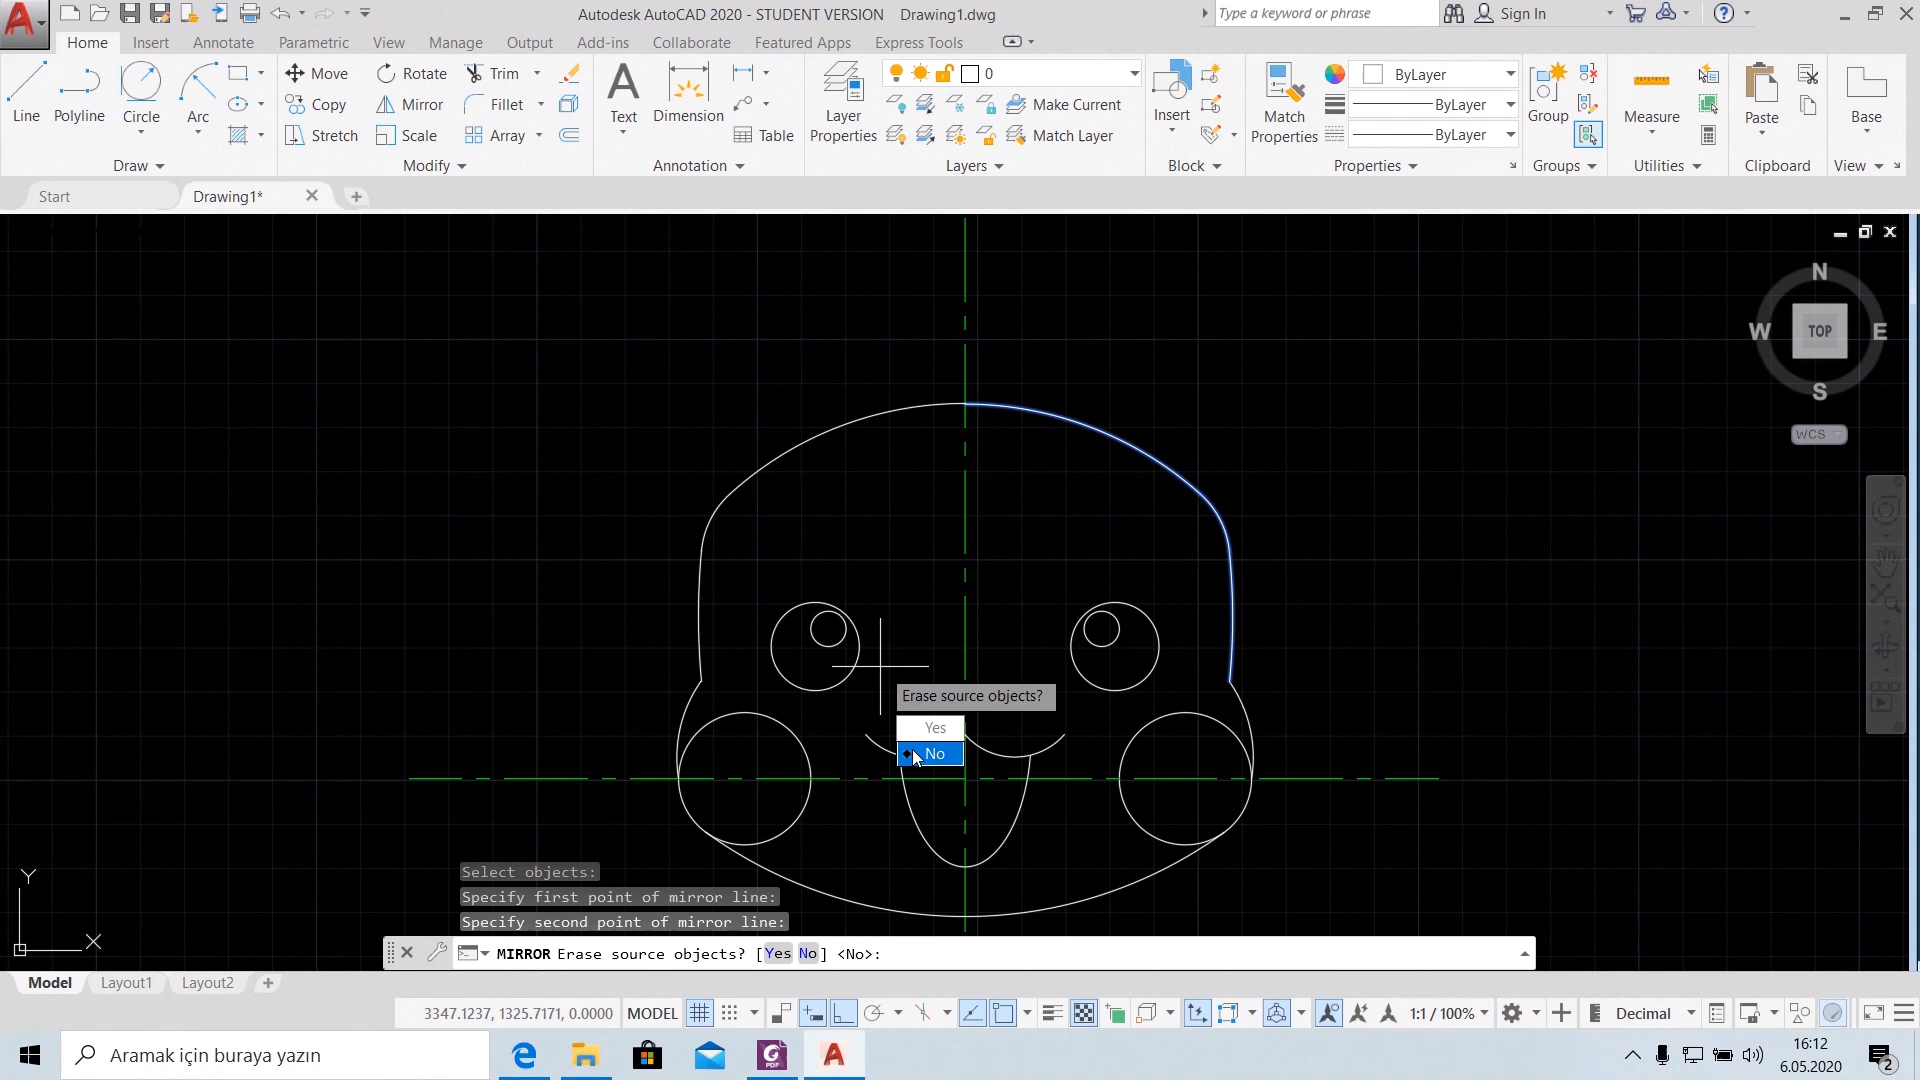 Autodesk AutoCAD 2020 - STUDENT VERSION Drawing1.dwg
Type a keyword or phrase
Sign In
Home Insert Annotate Parametric View Manage Output Add-ins Collaborate Featured Apps Express Tools
Line Polyline Circle Arc
Move Rotate Trim
Copy Mirror Fillet
Stretch Scale Array
Text Dimension Table
Layer Properties
0
Make Current
Match Layer
Insert
Match Properties
ByLayer
ByLayer
ByLayer
Group
Measure
Paste
Base
Draw Modify Annotation Layers Block Properties Groups Utilities Clipboard View
Start Drawing1*
N
W TOP E
S
WCS
Erase source objects?
Yes
No
Select objects:
Specify first point of mirror line:
Specify second point of mirror line:
Y
X
MIRROR Erase source objects? [Yes No] <No>:
Model Layout1 Layout2
3347.1237, 1325.7171, 0.0000 MODEL 1:1 / 100% Decimal
Aramak için buraya yazın
PDF
16:12
6.05.2020
2